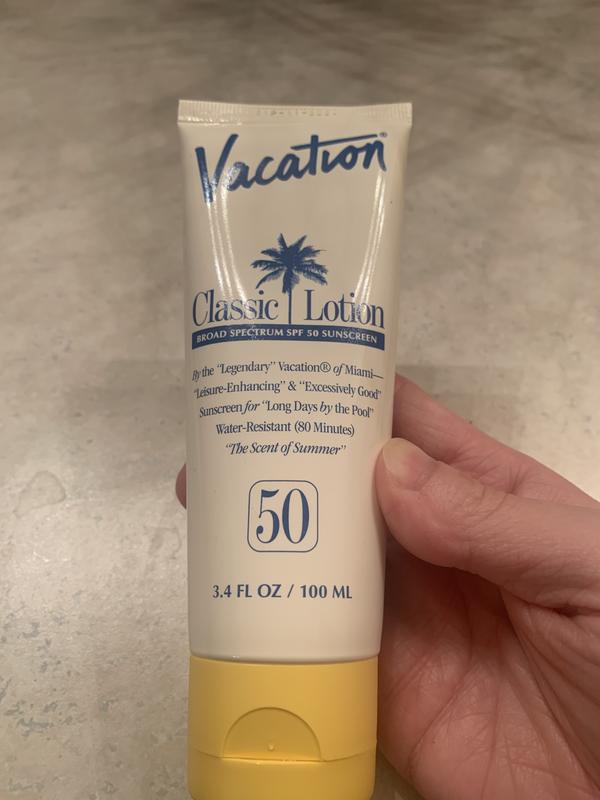 Vacation®
Classic Lotion
BROAD SPECTRUM SPF 50 SUNSCREEN
By the "Legendary" Vacation® of Miami—
"Leisure-Enhancing" & "Excessively Good"
Sunscreen for "Long Days by the Pool"
Water-Resistant (80 Minutes)
"The Scent of Summer"
50
3.4 FL OZ / 100 ML